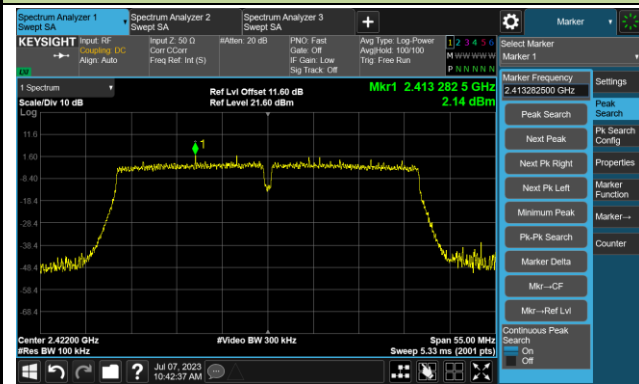 Spectrum Analyzer 1
Swept SA
Spectrum Analyzer 2
Swept SA
Spectrum Analyzer 3
Swept SA
Marker
KEYSIGHT
Input: RF
Coupling: DC
Align: Auto
Input Z: 50 Ω
Corr CCorr
Freq Ref: Int (S)
#Atten: 20 dB
PNO: Fast
Gate: Off
IF Gain: Low
Sig Track: Off
Avg Type: Log-Power
Avg|Hold: 100/100
Trig: Free Run
1 2 3 4 5 6
M W W W W W
P N N N N N
Select Marker
Marker 1
1 Spectrum
Scale/Div 10 dB
Log
Ref Lvl Offset 11.60 dB
Ref Level 21.60 dBm
Mkr1 2.413 282 5 GHz
2.14 dBm
11.6
1.60
-8.40
-18.4
-28.4
-38.4
-48.4
-58.4
-68.4
1
Center 2.42200 GHz
#Res BW 100 kHz
#Video BW 300 kHz
Span 55.00 MHz
Sweep 5.33 ms (2001 pts)
Marker Frequency
2.413282500 GHz
Peak Search
Next Peak
Next Pk Right
Next Pk Left
Minimum Peak
Pk-Pk Search
Marker Delta
Mkr→CF
Mkr→Ref Lvl
Continuous Peak
Search
On
Off
Settings
Peak
Search
Pk Search
Config
Properties
Marker
Function
Marker→
Counter
Jul 07, 2023
10:42:37 AM